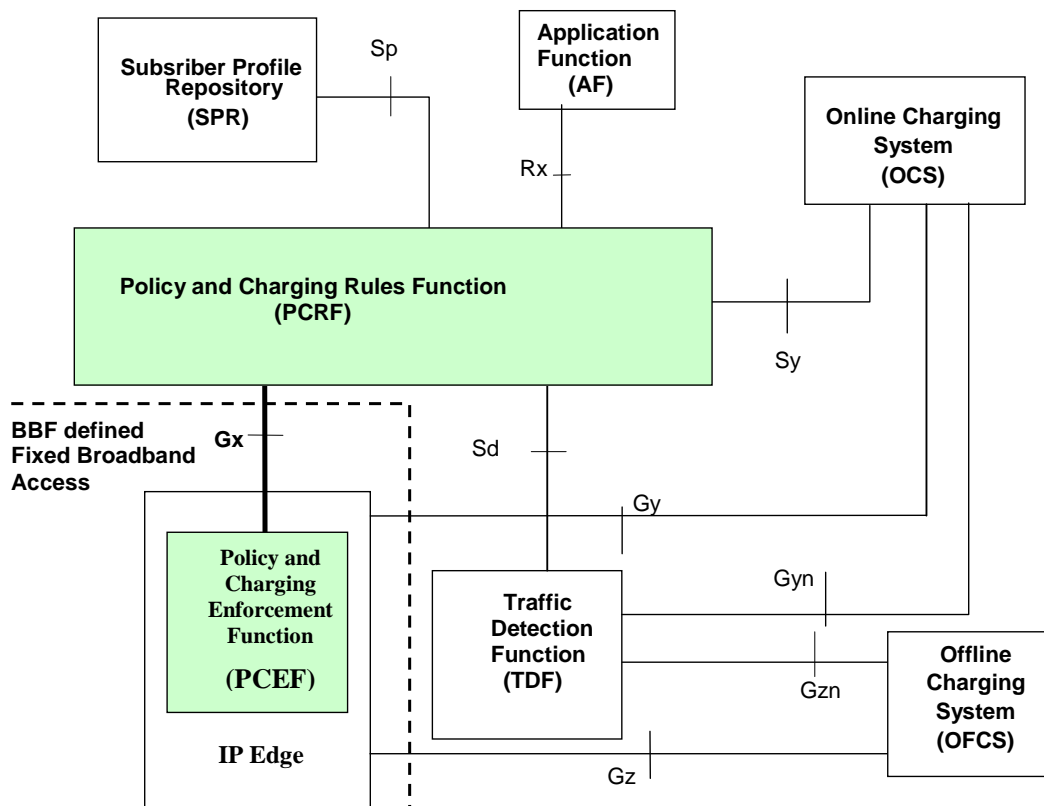 Subsriber Profile
Repository
(SPR)
Sp
Application
Function
(AF)
Online Charging
System
(OCS)
Rx
Policy and Charging Rules Function
(PCRF)
Sy
BBF defined
Fixed Broadband
Access
Gx
Sd
Gy
Policy and
Charging
Enforcement
Function
(PCEF)
IP Edge
Traffic
Detection
Function
(TDF)
Gyn
Gzn
Offline
Charging
System
(OFCS)
Gz